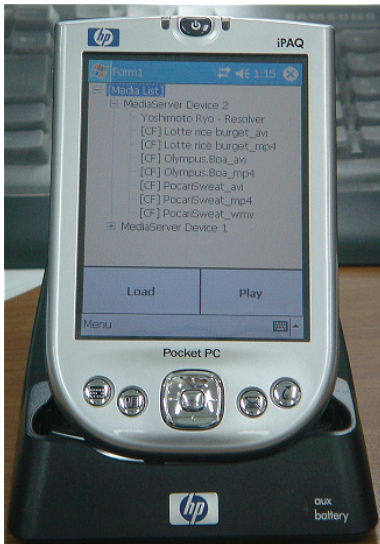 SAMSUNG
hp
iPAQ
Form1
1:15
[Media List]
MediaServer Device 2
Yoshimoto Ryo - Resolver
[CF] Lotte rice burget_avi
[CF] Lotte rice burget_mp4
[CF] Olympus.Boa_avi
[CF] Olympus.Boa_mp4
[CF] PocariSweat_avi
[CF] PocariSweat_mp4
[CF] PocariSweat_wmv
MediaServer Device 1
Load
Play
Menu
Pocket PC
hp
aux
battery